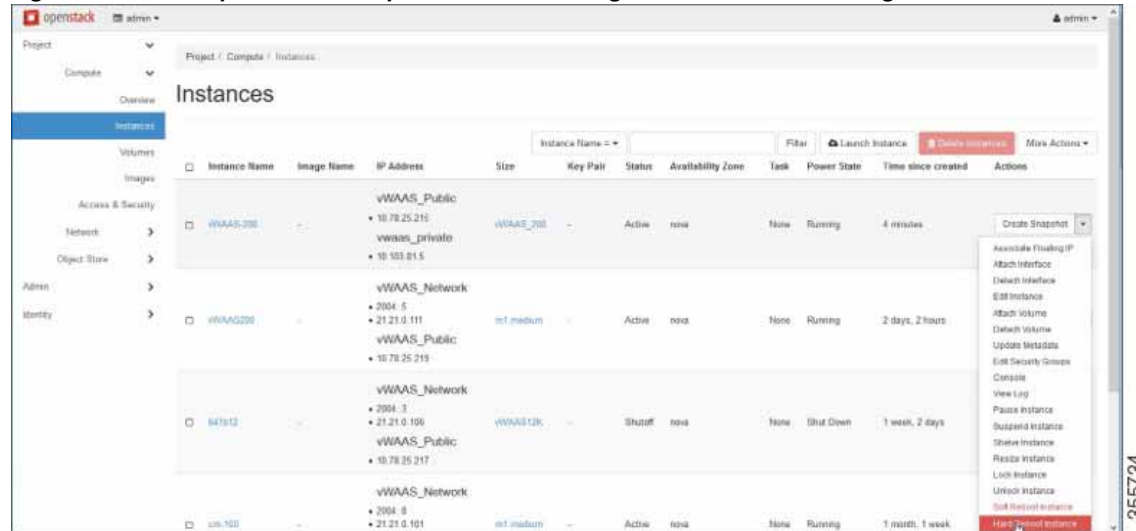 openstack admin
admin
Project
Compute
Overview
Instances
Volumes
Images
Access & Security
Network
Object Store
Admin
Identity
Project / Compute / Instances
Instances
Instance Name =
Filter
Launch Instance
Delete Instances
More Actions
Instance Name Image Name IP Address Size Key Pair Status Availability Zone Task Power State Time since created Actions
vWAAS_Public
• 10.78.25.215
vWAAS-200 - vWAAS_200 - Active nova None Running 4 minutes Create Snapshot
vwaas_private
• 10.103.81.5
vWAAS_Network
• 21.21.0.111
vWAAS200 - m1.medium - Active nova None Running 2 days, 2 hours
vWAAS_Public
• 10.78.25.219
vWAAS_Network
• 21.21.0.106
- vWAAS12K - Shutoff nova None Shut Down 1 week, 2 days
vWAAS_Public
• 10.78.25.217
vWAAS_Network
• 21.21.0.101
cm-100 - m1.medium - Active nova None Running 1 month, 1 week
Associate Floating IP
Attach Interface
Detach Interface
Edit Instance
Attach Volume
Detach Volume
Update Metadata
Edit Security Groups
Console
View Log
Pause Instance
Suspend Instance
Shelve Instance
Resize Instance
Lock Instance
Unlock Instance
Soft Reboot Instance
Hard Reboot Instance
355734